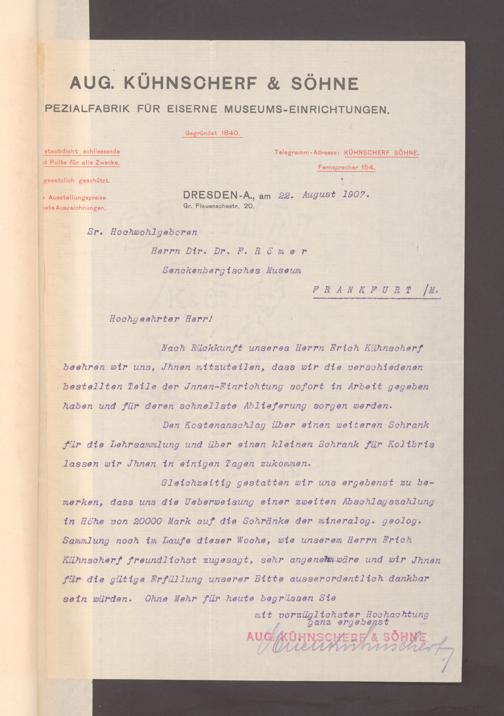 AUG. KÜHNSCHERF & SÖHNE
PEZIALFABRIK FÜR EISERNE MUSEUMS-EINRICHTUNGEN.
Gegründet 1840.
staubdicht schliessende
d Pulte für alle Zwecke.
gesetzlich geschützt.
Ausstellungspreise
Auszeichnungen.
Telegramm-Adresse: KÜHNSCHERF SÖHNE.
Fernsprecher 154.
DRESDEN-A., am 22. August 1907.
Gr. Plauenschestr. 20.
Sr. Hochwohlgeboren
Herrn Dir. Dr. F. Römer
Senckenbergisches Museum
FRANKFURT /M.
Hochgeehrter Herr!
Nach Rückkunft unseres Herrn Erich Kühnscherf
beehren wir uns, Jhnen mitzuteilen, dass wir die verschiedenen
bestellten Teile der Jnnen-Einrichtung sofort in Arbeit gegeben
haben und für deren schnellste Ablieferung sorgen werden.
Den Kostenanschlag über einen weiteren Schrank
für die Lehrsammlung und über einen kleinen Schrank für Kolibris
lassen wir Jhnen in einigen Tagen zukommen.
Gleichzeitig gestatten wir uns ergebenst zu be-
merken, dass uns die Ueberweisung einer zweiten Abschlagszahlung
in Höhe von 20000 Mark auf die Schränke der mineralog. geolog.
Sammlung noch im Laufe dieser Woche, wie unserem Herrn Erich
Kühnscherf freundlichst zugesagt, sehr angenehm wäre und wir Jhnen
für die gütige Erfüllung unserer Bitte ausserordentlich dankbar
sein würden. Ohne Mehr für heute begrüssen Sie
mit vorzüglichster Hochachtung
ganz ergebenst
AUG. KÜHNSCHERF & SÖHNE